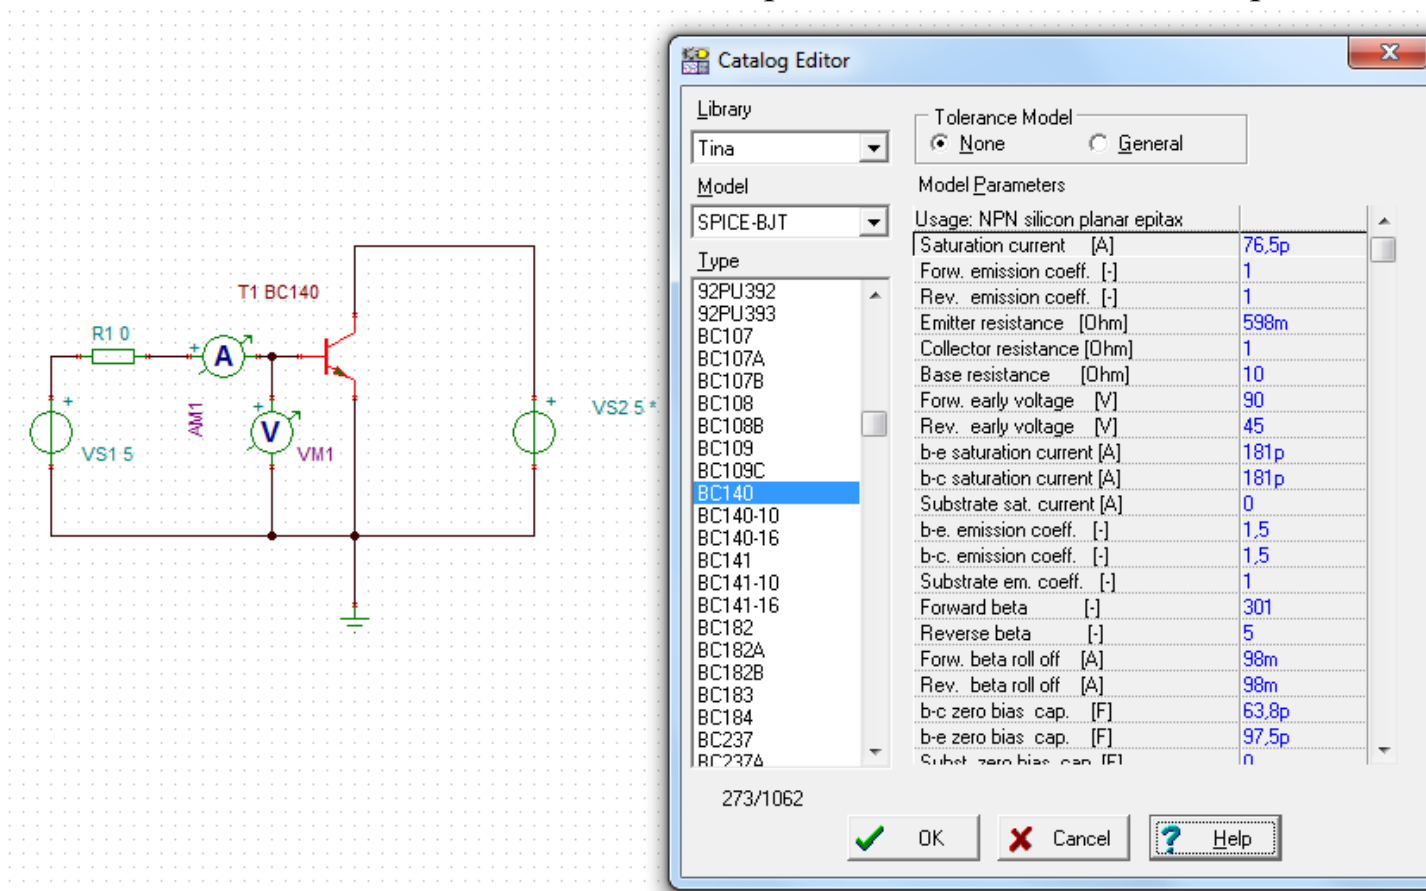 T1 BC140
R1 0
+
A
AM1
+
V
VM1
+
VS1 5
+
VS2 5 *
Catalog Editor
Library
Tina
Model
SPICE-BJT
Type
92PU392
92PU393
BC107
BC107A
BC107B
BC108
BC108B
BC109
BC109C
BC140
BC140-10
BC140-16
BC141
BC141-10
BC141-16
BC182
BC182A
BC182B
BC183
BC184
BC237
BC237A
273/1062
Tolerance Model
None General
Model Parameters
Usage: NPN silicon planar epitax
Saturation current [A] 76,5p
Forw. emission coeff. [-] 1
Rev. emission coeff. [-] 1
Emitter resistance [Ohm] 598m
Collector resistance [Ohm] 1
Base resistance [Ohm] 10
Forw. early voltage [V] 90
Rev. early voltage [V] 45
b-e saturation current [A] 181p
b-c saturation current [A] 181p
Substrate sat. current [A] 0
b-e. emission coeff. [-] 1,5
b-c. emission coeff. [-] 1,5
Substrate em. coeff. [-] 1
Forward beta [-] 301
Reverse beta [-] 5
Forw. beta roll off [A] 98m
Rev. beta roll off [A] 98m
b-c zero bias cap. [F] 63,8p
b-e zero bias cap. [F] 97,5p
Subst. zero bias cap. [F] 0
OK
Cancel
? Help